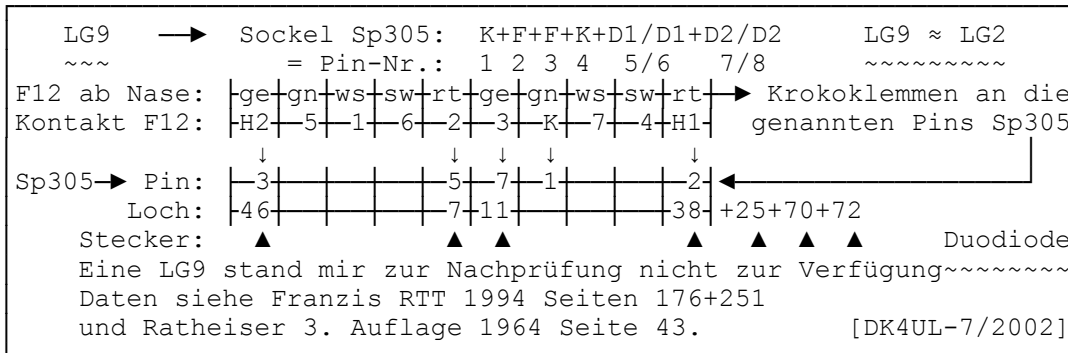 LG9 ──► Sockel Sp305: K+F+F+K+D1/D1+D2/D2 LG9 ≈ LG2
~~~ = Pin-Nr.: 1 2 3 4 5/6 7/8 ~~~~~~~~~
F12 ab Nase: ├ge┼gn┼ws┼sw┼rt┼ge┼gn┼ws┼sw┼rt┼─► Krokoklemmen an die
Kontakt F12: ├H2┼─5┼─1┼─6┼─2┼─3┼─K┼─7┼─4┼H1┤ genannten Pins Sp305
↓ ↓ ↓ ↓ ↓
Sp305─► Pin: ├─3┼──┼──┼──┼─5┼─7┼─1┼──┼──┼─2┤◄
Loch: ├46┼──┼──┼──┼─7┼11┼──┼──┼──┼38┤+25+70+72
Stecker: ▲ ▲ ▲ ▲ ▲ ▲ ▲ Duodiode
Eine LG9 stand mir zur Nachprüfung nicht zur Verfügung~~~~~~~~
Daten siehe Franzis RTT 1994 Seiten 176+251
und Ratheiser 3. Auflage 1964 Seite 43. [DK4UL-7/2002]